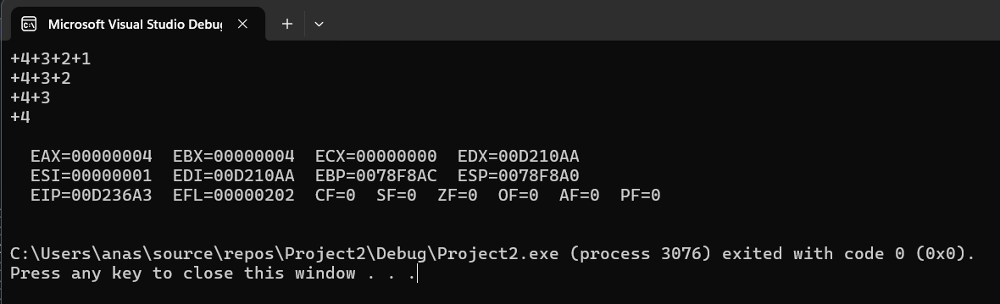 Microsoft Visual Studio Debug
+4+3+2+1
+4+3+2
+4+3
+4
EAX=00000004  EBX=00000004  ECX=00000000  EDX=00D210AA
ESI=00000001  EDI=00D210AA  EBP=0078F8AC  ESP=0078F8A0
EIP=00D236A3  EFL=00000202  CF=0  SF=0  ZF=0  OF=0  AF=0  PF=0
C:\Users\anas\source\repos\Project2\Debug\Project2.exe (process 3076) exited with code 0 (0x0).
Press any key to close this window . . .